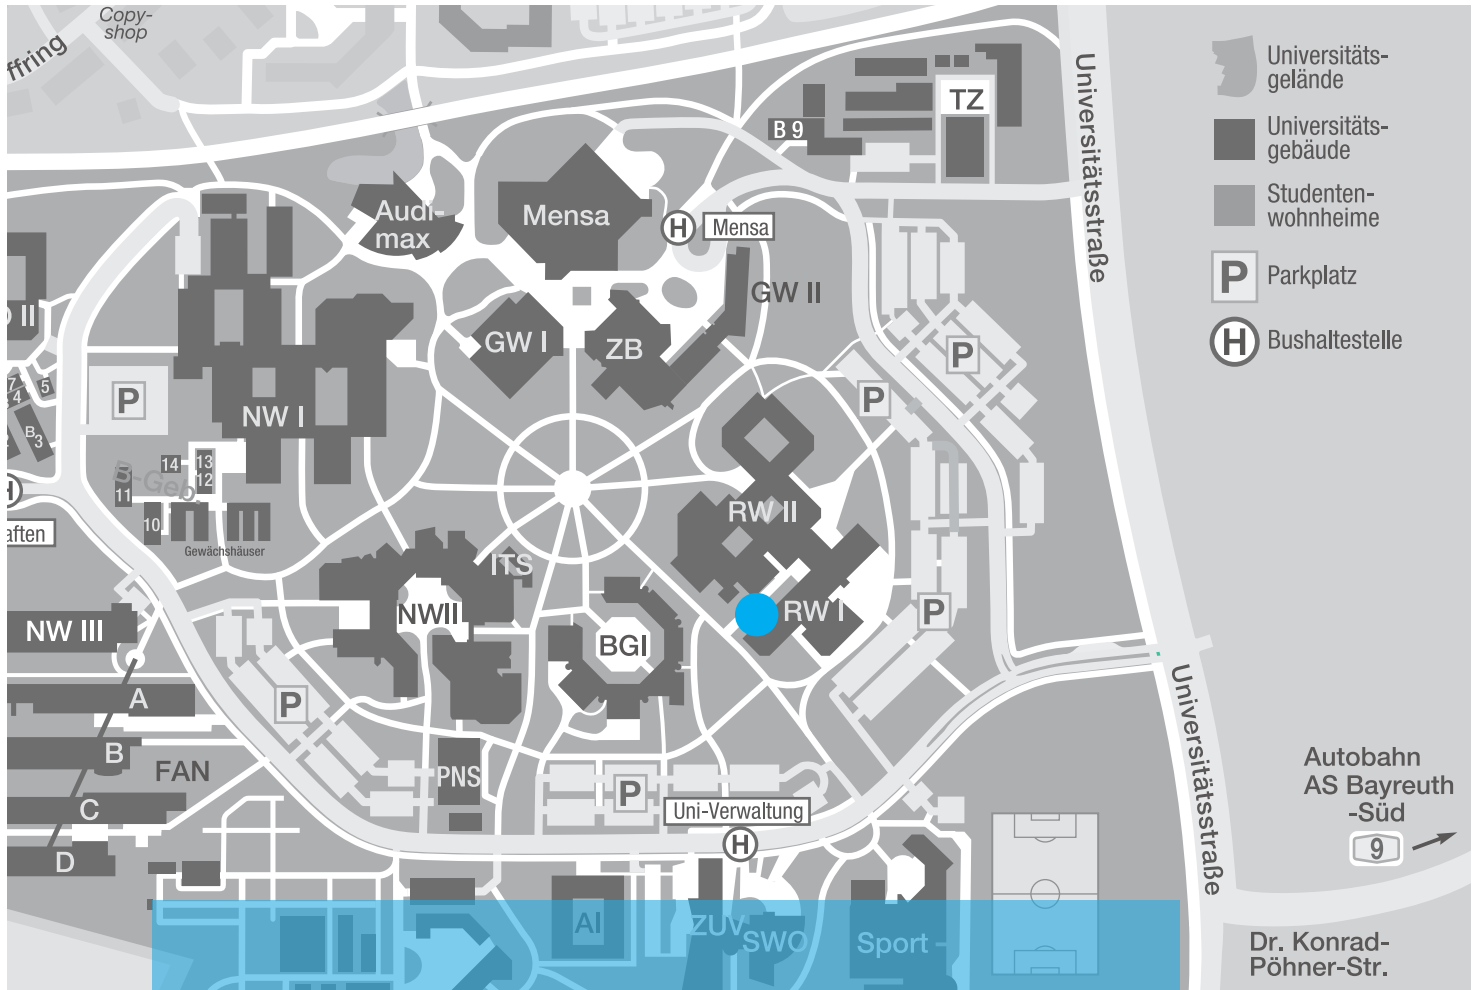 Copy-
shop
ffring
TZ
B 9
Universitätsstraße
Universitäts-
gelände
Universitäts-
gebäude
Studenten-
wohnheime
P
Parkplatz
H
Bushaltestelle
Audi-
max
Mensa
H
Mensa
GW II
II
GW I
ZB
P
P
P
7
4
5
B
3
NW I
14
13
12
B-Geb.
11
10
Gewächshäuser
H
aften
RW II
ITS
NWII
RW I
P
BGI
NW III
A
P
B
FAN
C
D
PNS
P
Uni-Verwaltung
H
Universitätsstraße
Autobahn
AS Bayreuth
-Süd
9
AI
ZUV
SWO
Sport -
Dr. Konrad-
Pöhner-Str.